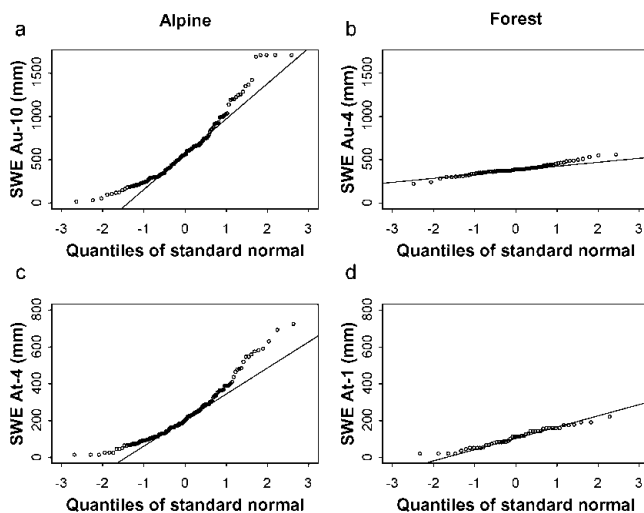 Alpine
Forest
a
b
SWE Au-10 (mm)
0 500 1000 1500
-3 -2 -1 0 1 2 3
Quantiles of standard normal
SWE Au-4 (mm)
0 500 1000 1500
-3 -2 -1 0 1 2 3
Quantiles of standard normal
c
d
SWE At-4 (mm)
0 200 400 600 800
-3 -2 -1 0 1 2 3
Quantiles of standard normal
SWE At-1 (mm)
0 200 400 600 800
-3 -2 -1 0 1 2 3
Quantiles of standard normal